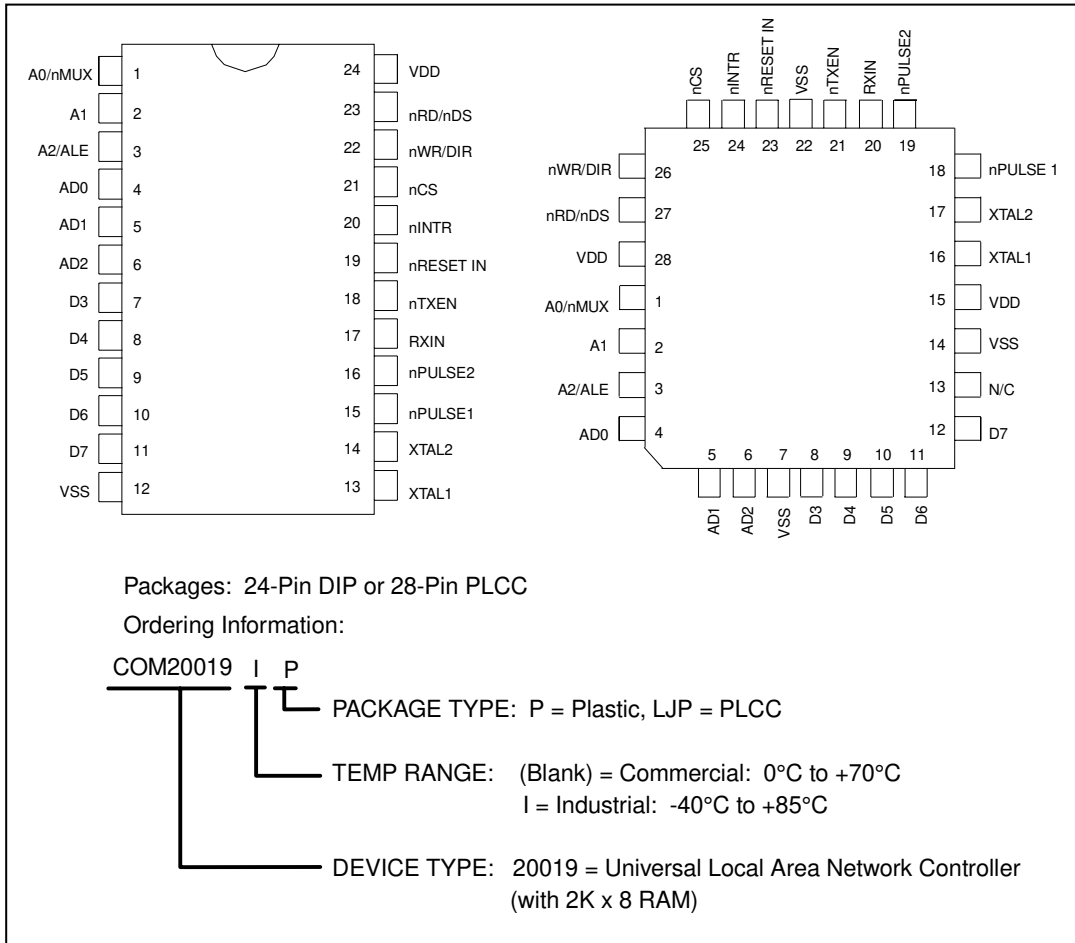 A0/nMUX 1 24 VDD
A1 2 23 nRD/nDS
A2/ALE 3 22 nWR/DIR
AD0 4 21 nCS
AD1 5 20 nINTR
AD2 6 19 nRESET IN
D3 7 18 nTXEN
D4 8 17 RXIN
D5 9 16 nPULSE2
D6 10 15 nPULSE1
D7 11 14 XTAL2
VSS 12 13 XTAL1
nCS nINTR nRESET IN VSS nTXEN RXIN nPULSE2
25 24 23 22 21 20 19
nWR/DIR 26 18 nPULSE 1
nRD/nDS 27 17 XTAL2
VDD 28 16 XTAL1
A0/nMUX 1 15 VDD
A1 2 14 VSS
A2/ALE 3 13 N/C
AD0 4 12 D7
5 6 7 8 9 10 11
AD1 AD2 VSS D3 D4 D5 D6
Packages: 24-Pin DIP or 28-Pin PLCC
Ordering Information:
COM20019 I P
PACKAGE TYPE: P = Plastic, LJP = PLCC
TEMP RANGE: (Blank) = Commercial: 0°C to +70°C
I = Industrial: -40°C to +85°C
DEVICE TYPE: 20019 = Universal Local Area Network Controller
(with 2K x 8 RAM)